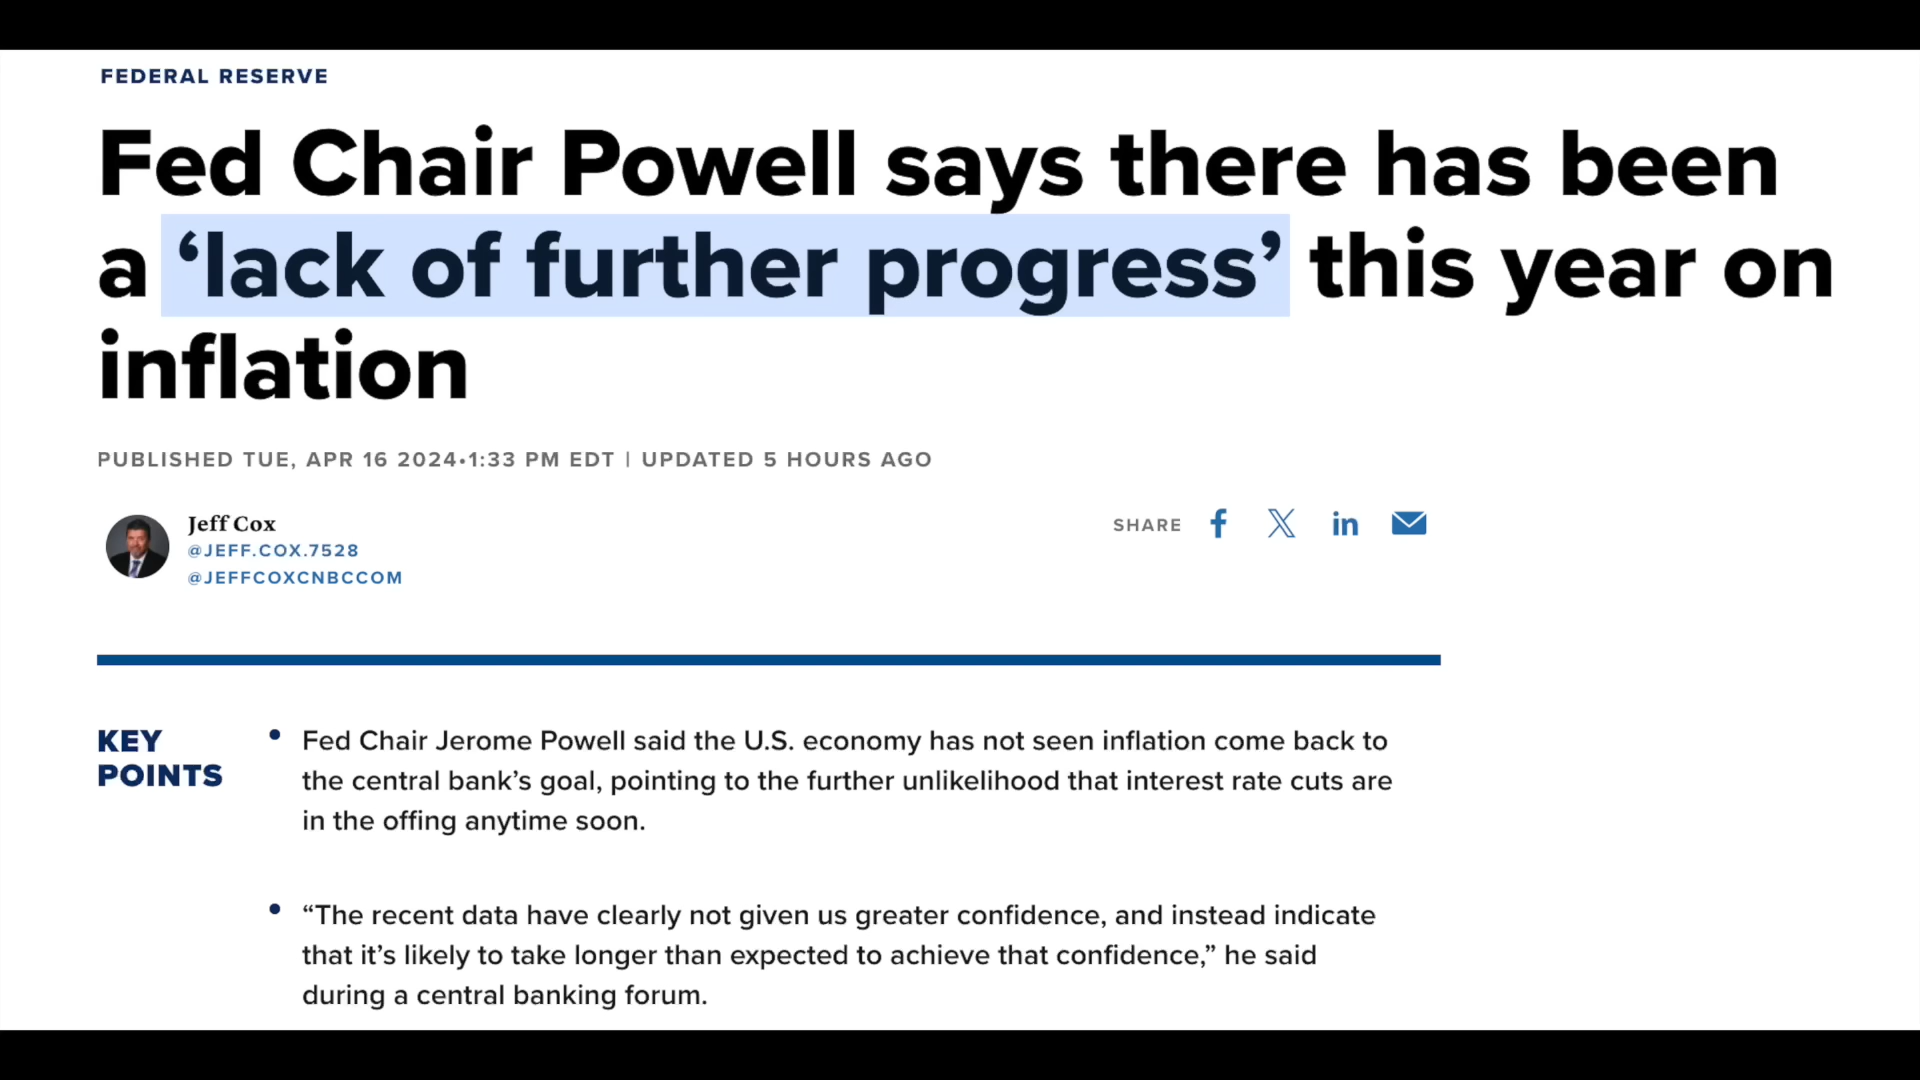 FEDERAL RESERVE
Fed Chair Powell says there has been
a ‘lack of further progress’ this year on
inflation
PUBLISHED TUE, APR 16 2024•1:33 PM EDT | UPDATED 5 HOURS AGO
Jeff Cox
@JEFF.COX.7528
@JEFFCOXCNBCCOM
SHARE
KEY
POINTS
• Fed Chair Jerome Powell said the U.S. economy has not seen inflation come back to
the central bank’s goal, pointing to the further unlikelihood that interest rate cuts are
in the offing anytime soon.
• “The recent data have clearly not given us greater confidence, and instead indicate
that it’s likely to take longer than expected to achieve that confidence,” he said
during a central banking forum.